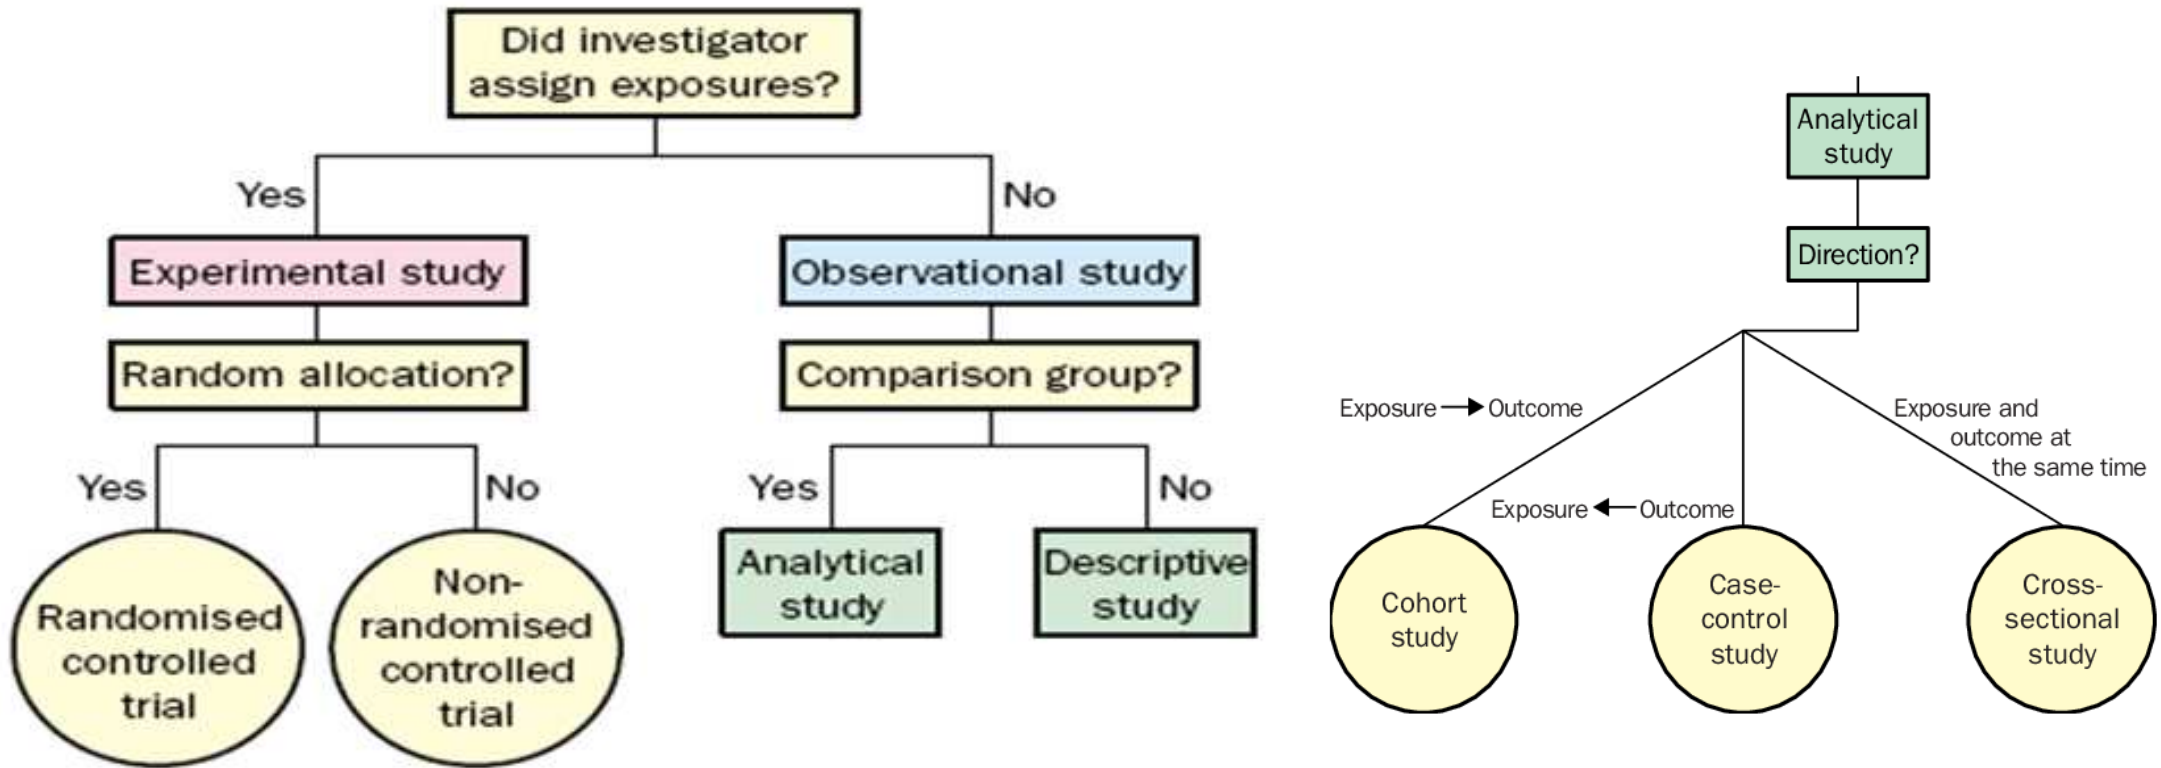 Did investigator
assign exposures?
Yes
No
Experimental study
Observational study
Random allocation?
Comparison group?
Yes
No
Yes
No
Randomised
controlled
trial
Non-
randomised
controlled
trial
Analytical
study
Descriptive
study
Analytical
study
Direction?
Exposure → Outcome
Exposure ← Outcome
Exposure and
outcome at
the same time
Cohort
study
Case-
control
study
Cross-
sectional
study